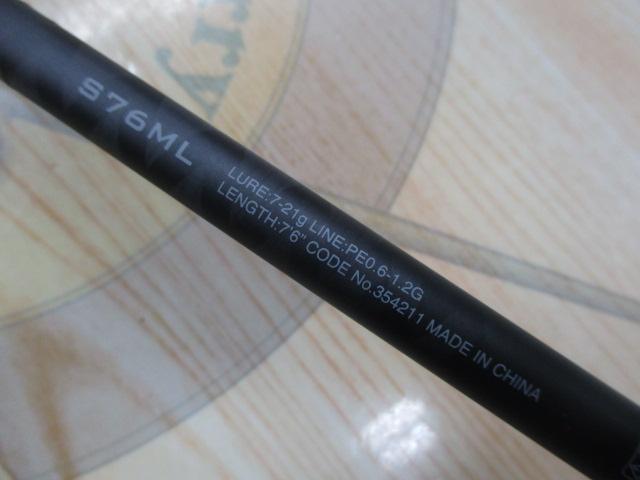 S76ML
LURE:7-21g LINE:PE0.6-1.2G
LENGTH:7'6" CODE No.354211 MADE IN CHINA